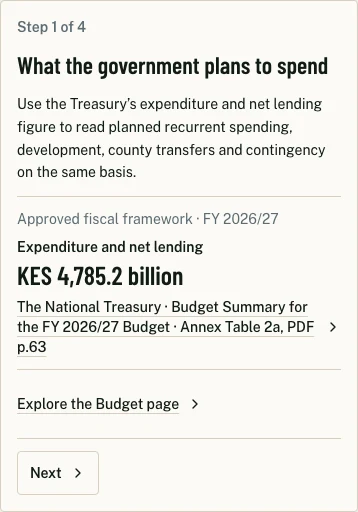 Step 1 of 4
What the government plans to spend
Use the Treasury’s expenditure and net lending
figure to read planned recurrent spending,
development, county transfers and contingency
on the same basis.
Approved fiscal framework · FY 2026/27
Expenditure and net lending
KES 4,785.2 billion
The National Treasury · Budget Summary for
the FY 2026/27 Budget · Annex Table 2a, PDF
p.63
Explore the Budget page
Next